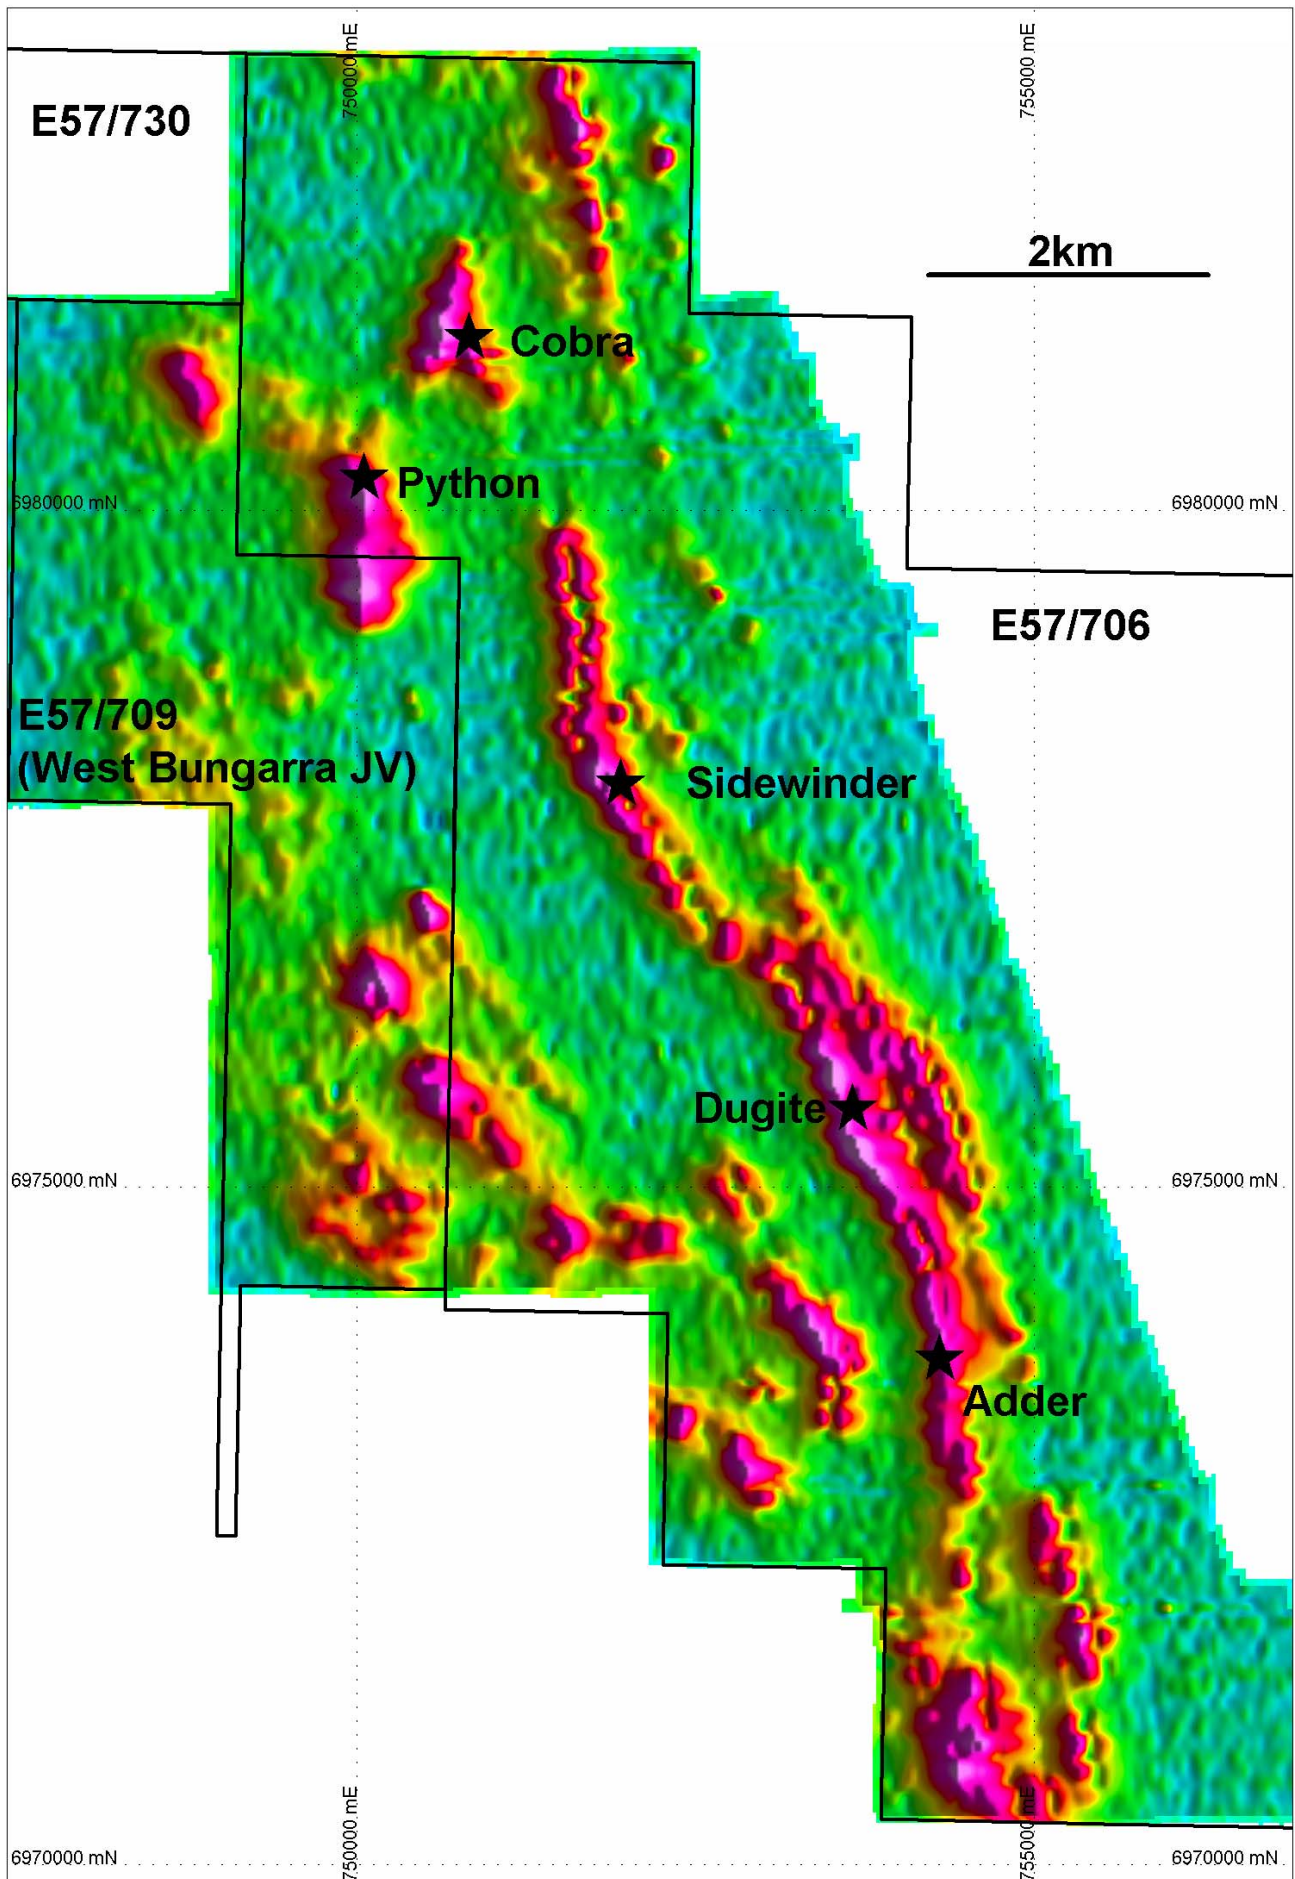 750000 mE
755000 mE
E57/730
2km
Cobra
Python
6980000 mN
6980000 mN
E57/706
E57/709
(West Bungarra JV)
Sidewinder
Dugite
6975000 mN
6975000 mN
Adder
750000 mE
755000 mE
6970000 mN
6970000 mN